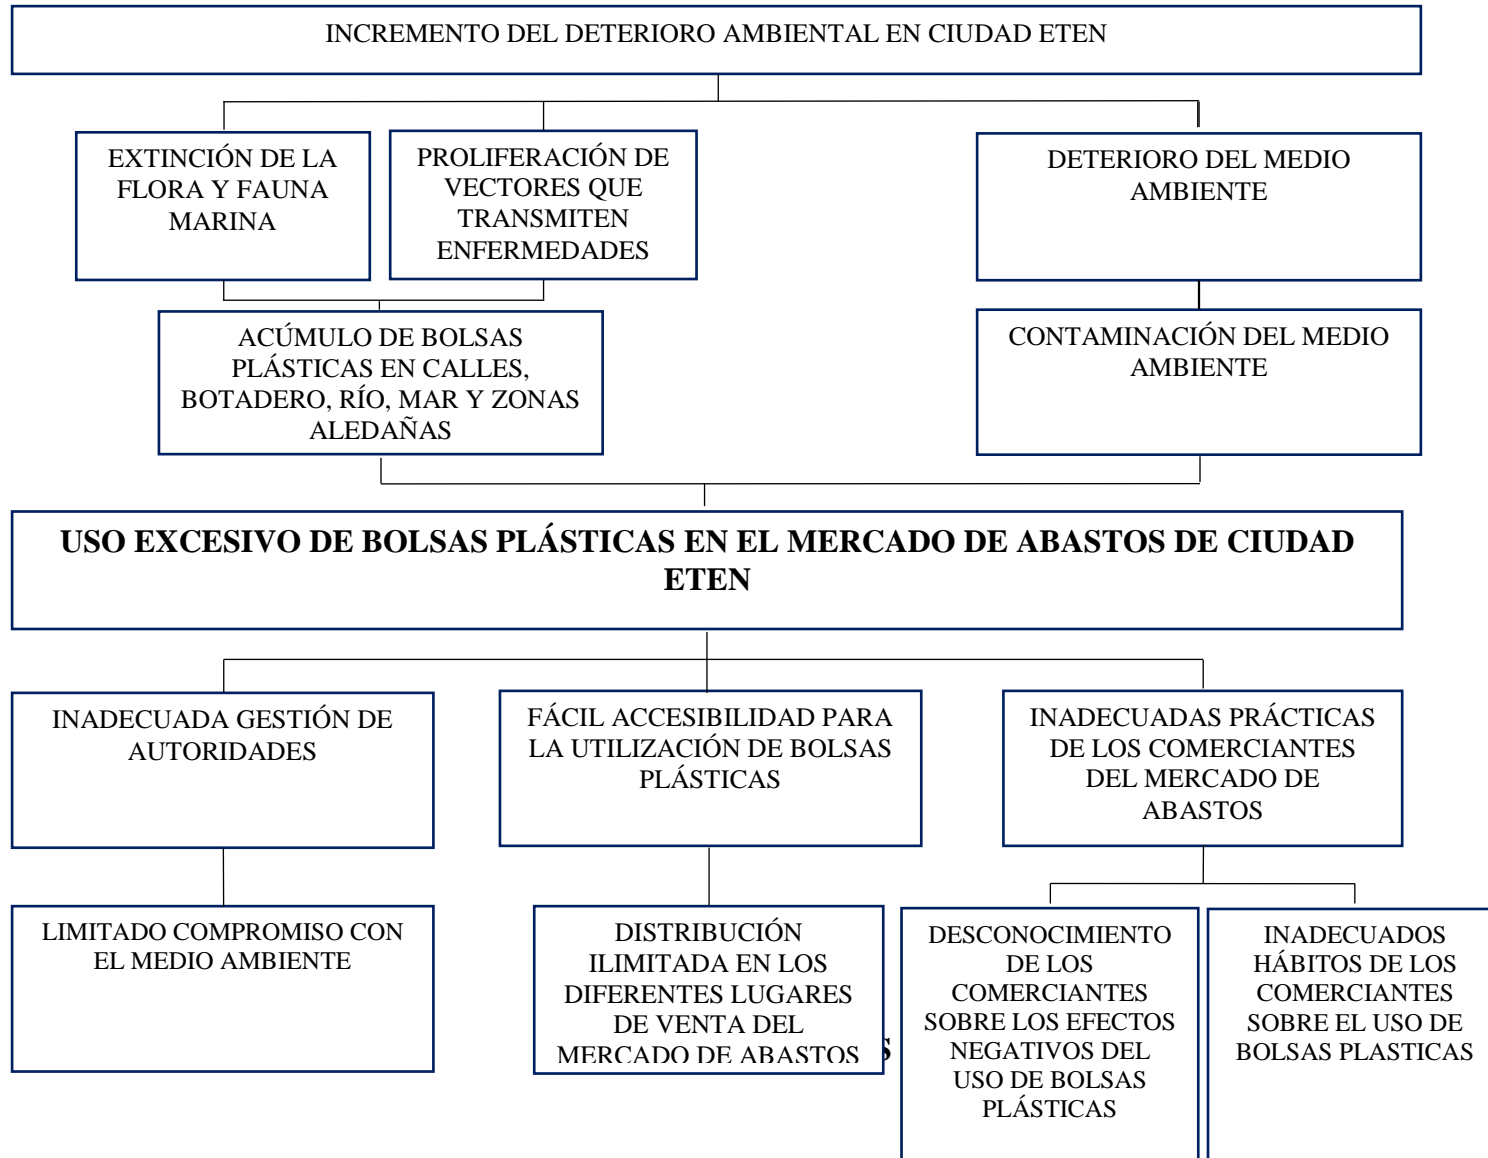 INCREMENTO DEL DETERIORO AMBIENTAL EN CIUDAD ETEN
EXTINCIÓN DE LA
FLORA Y FAUNA
MARINA
PROLIFERACIÓN DE
VECTORES QUE
TRANSMITEN
ENFERMEDADES
DETERIORO DEL MEDIO
AMBIENTE
ACÚMULO DE BOLSAS
PLÁSTICAS EN CALLES,
BOTADERO, RÍO, MAR Y ZONAS
ALEDAÑAS
CONTAMINACIÓN DEL MEDIO
AMBIENTE
USO EXCESIVO DE BOLSAS PLÁSTICAS EN EL MERCADO DE ABASTOS DE CIUDAD
ETEN
INADECUADA GESTIÓN DE
AUTORIDADES
FÁCIL ACCESIBILIDAD PARA
LA UTILIZACIÓN DE BOLSAS
PLÁSTICAS
INADECUADAS PRÁCTICAS
DE LOS COMERCIANTES
DEL MERCADO DE
ABASTOS
LIMITADO COMPROMISO CON
EL MEDIO AMBIENTE
DISTRIBUCIÓN
ILIMITADA EN LOS
DIFERENTES LUGARES
DE VENTA DEL
MERCADO DE ABASTOS
DESCONOCIMIENTO
DE LOS
COMERCIANTES
SOBRE LOS EFECTOS
NEGATIVOS DEL
USO DE BOLSAS
PLÁSTICAS
INADECUADOS
HÁBITOS DE LOS
COMERCIANTES
SOBRE EL USO DE
BOLSAS PLASTICAS